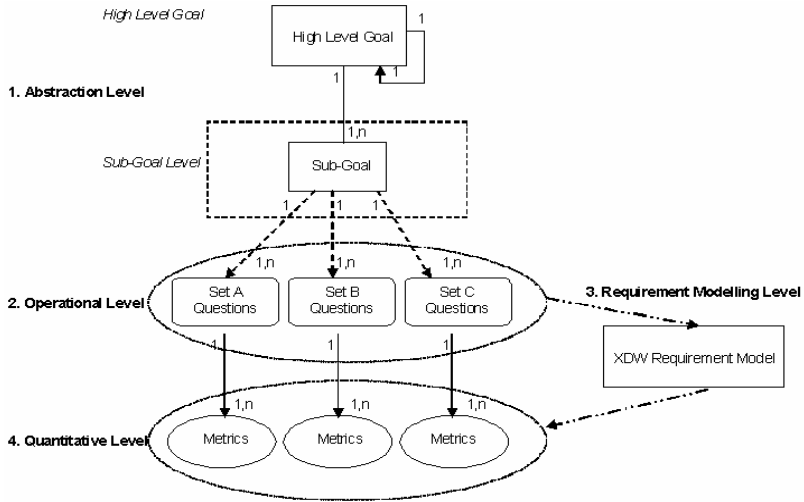 High Level Goal
1
High Level Goal
1
1
1. Abstraction Level
1,n
Sub-Goal Level
Sub-Goal
1
1
1
1,n
1,n
1,n
Set A
Questions
Set B
Questions
Set C
Questions
2. Operational Level
3. Requirement Modelling Level
1
1
1
XDW Requirement Model
1,n
1,n
1,n
4. Quantitative Level
Metrics
Metrics
Metrics